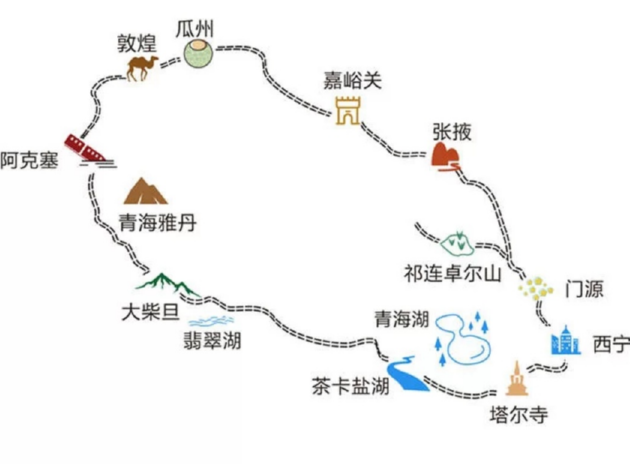 瓜州
敦煌
嘉峪关
张掖
阿克塞
青海雅丹
祁连卓尔山
门源
大柴旦
青海湖
翡翠湖
西宁
茶卡盐湖
塔尔寺